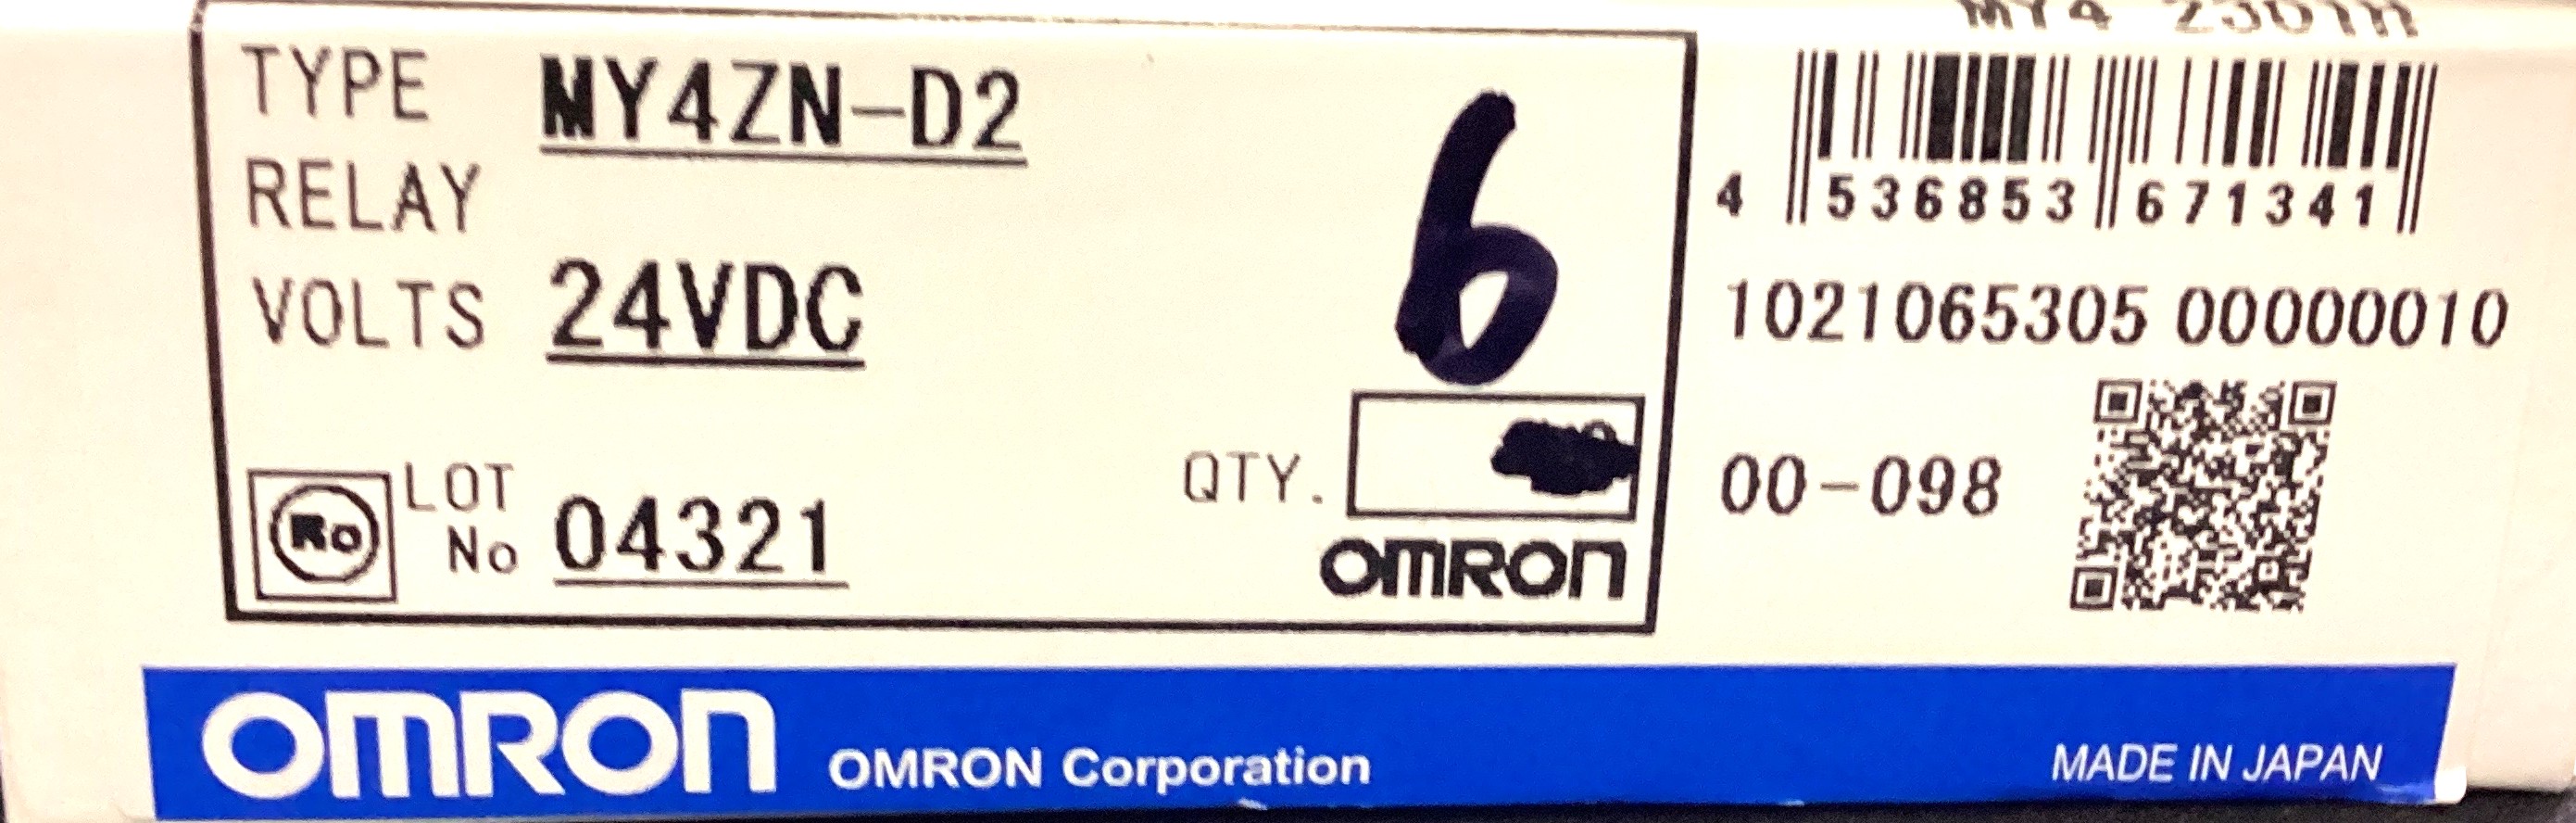 TYPE MY4ZN-D2
RELAY
VOLTS 24VDC
6
LOT
No 04321
QTY.
OMRON
Ro
4 536853 671341
1021065305 00000010
00-098
OMRON OMRON Corporation
MADE IN JAPAN